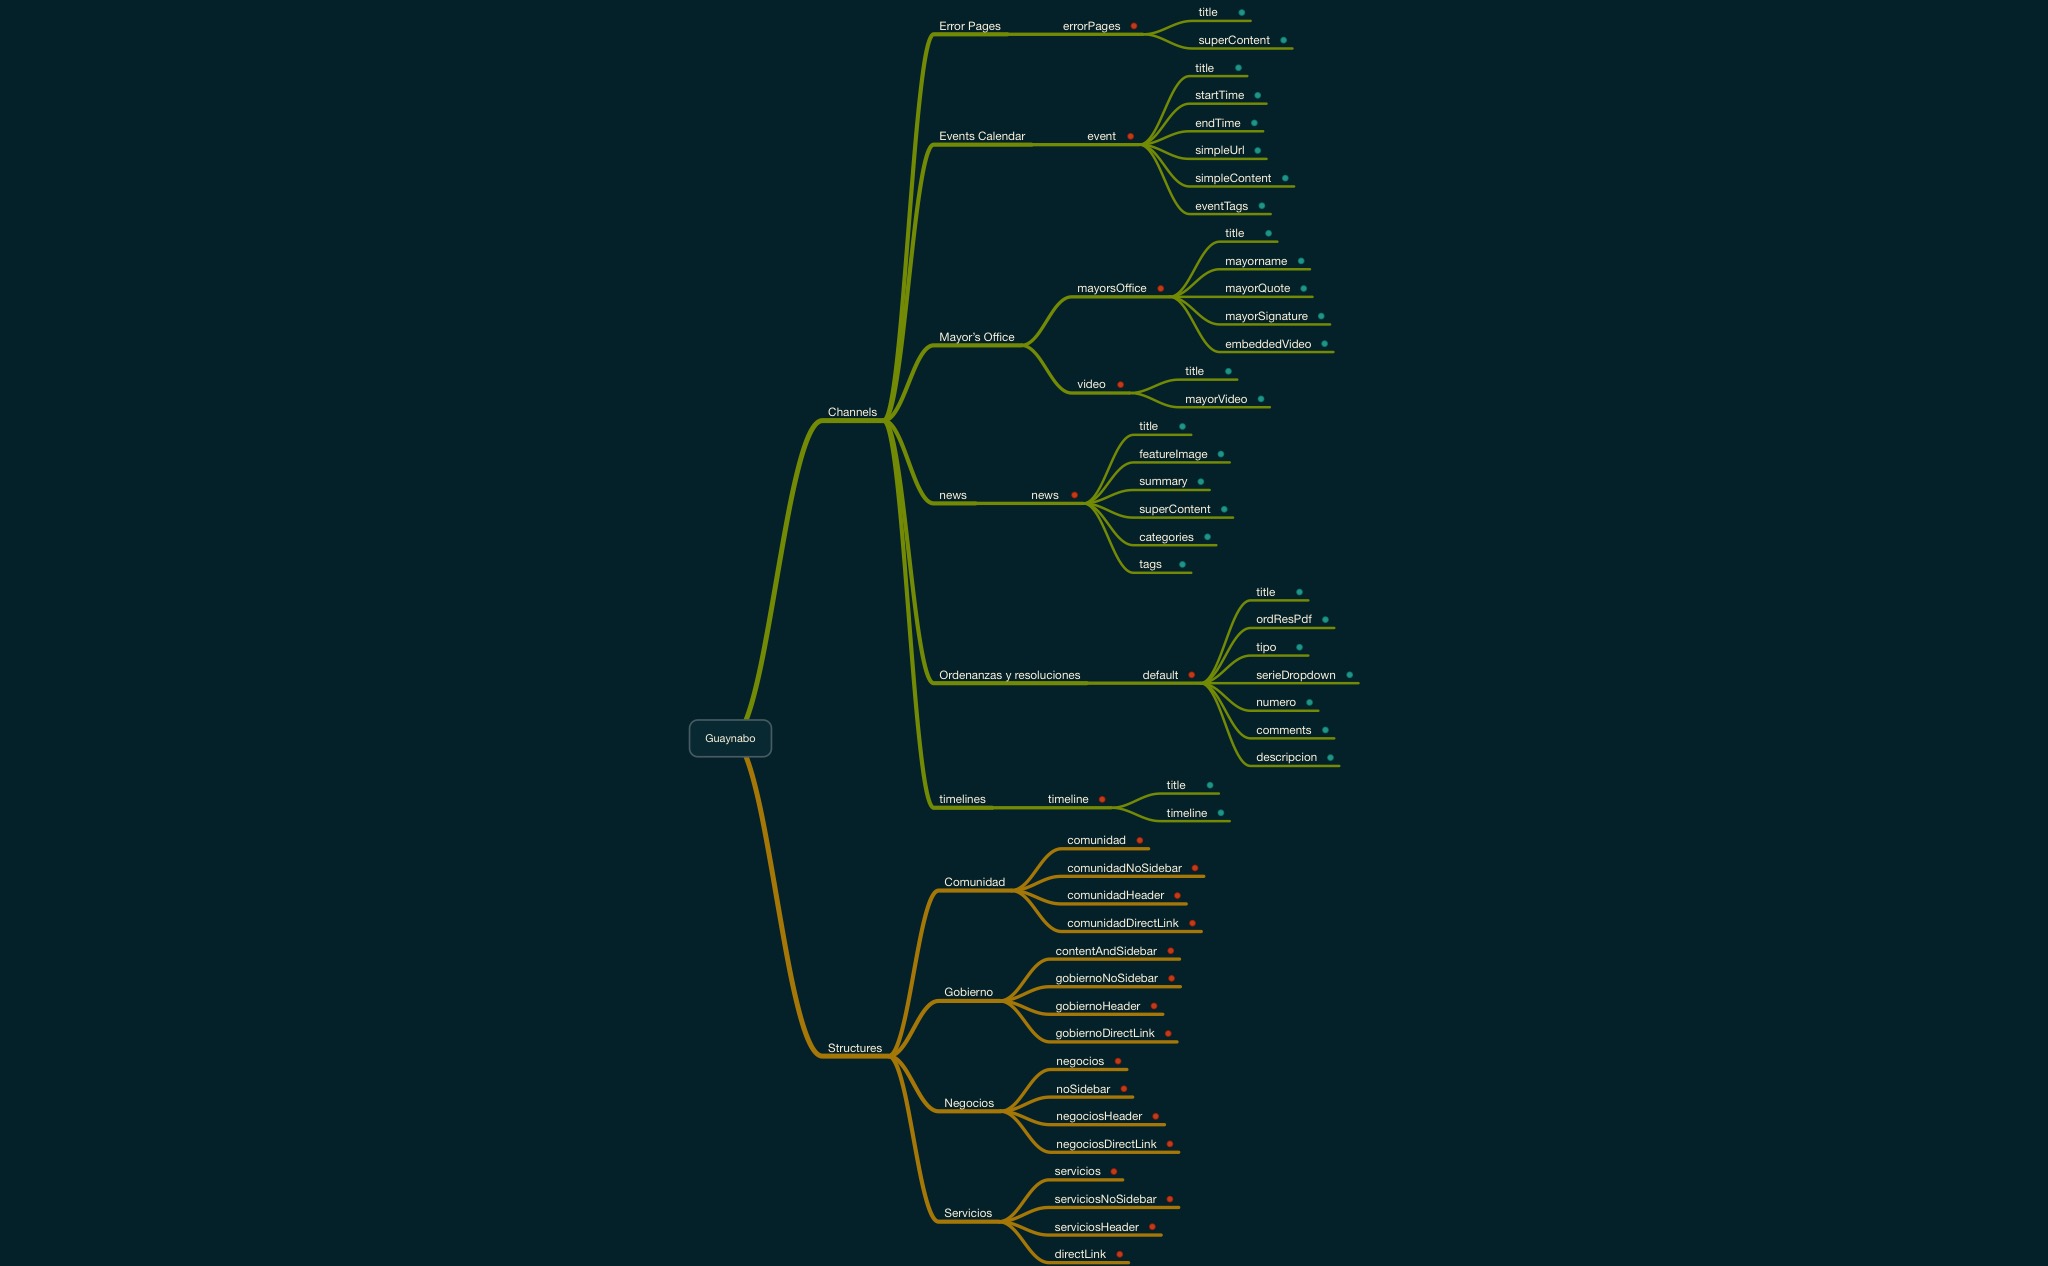 Guaynabo
Channels
Error Pages
errorPages
title
superContent
Events Calendar
event
title
startTime
endTime
simpleUrl
simpleContent
eventTags
Mayor’s Office
mayorsOffice
title
mayorname
mayorQuote
mayorSignature
embeddedVideo
video
title
mayorVideo
news
news
title
featureImage
summary
superContent
categories
tags
Ordenanzas y resoluciones
default
title
ordResPdf
tipo
serieDropdown
numero
comments
descripcion
timelines
timeline
title
timeline
Structures
Comunidad
comunidad
comunidadNoSidebar
comunidadHeader
comunidadDirectLink
Gobierno
contentAndSidebar
gobiernoNoSidebar
gobiernoHeader
gobiernoDirectLink
Negocios
negocios
noSidebar
negociosHeader
negociosDirectLink
Servicios
servicios
serviciosNoSidebar
serviciosHeader
directLink